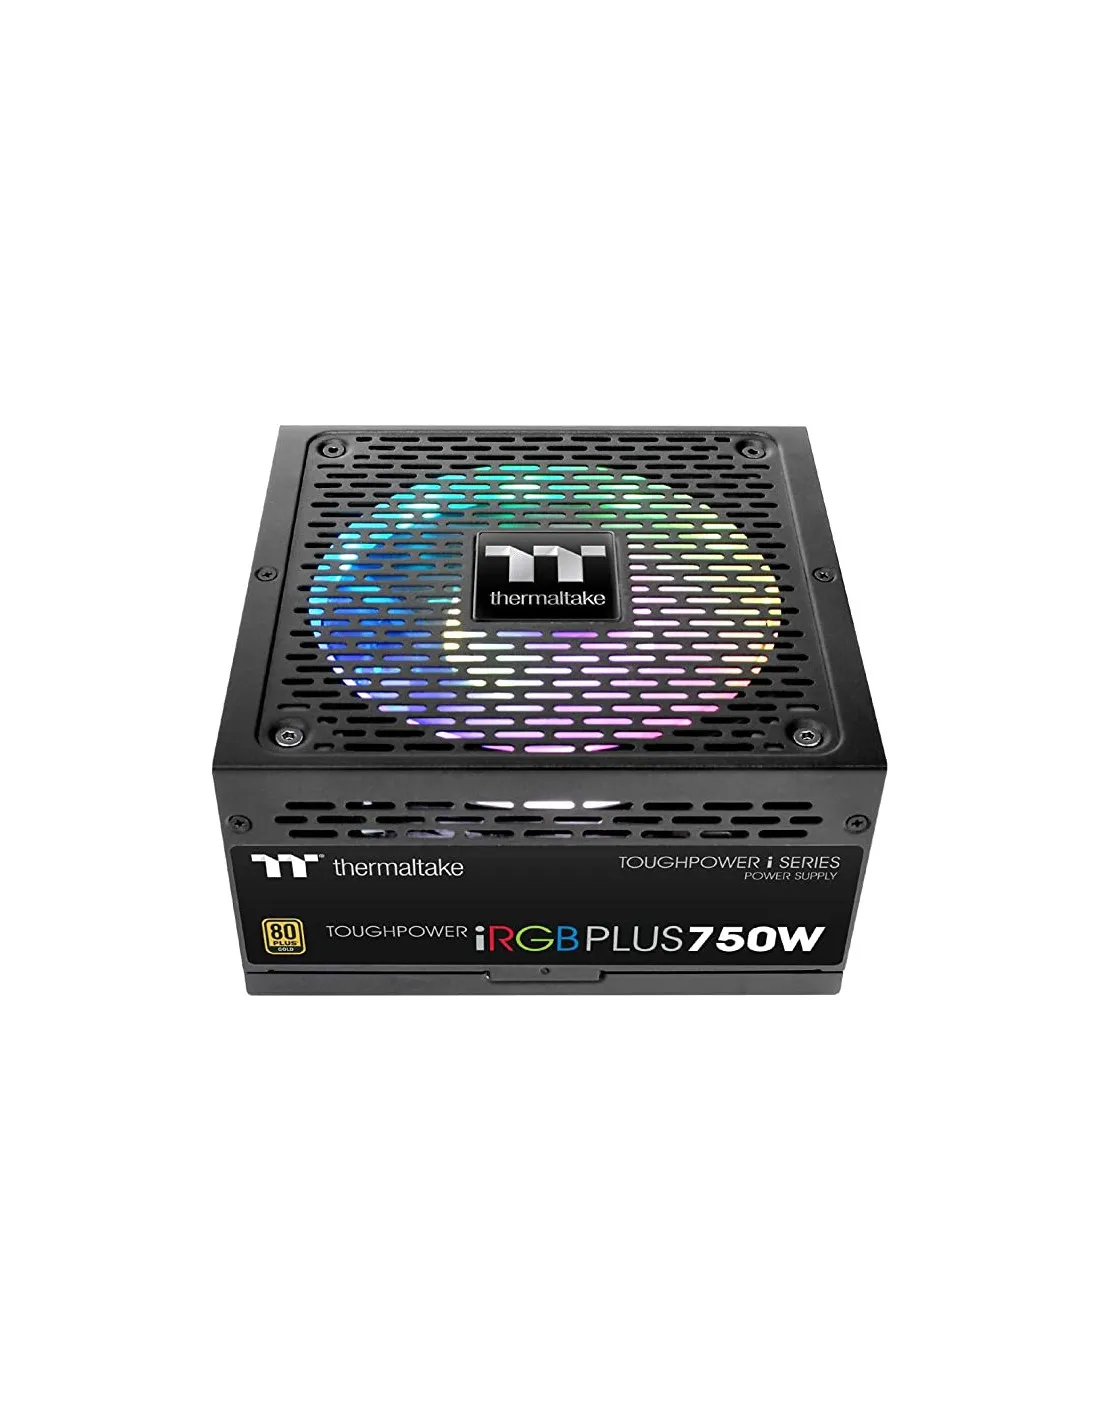 thermaltake
thermaltake
TOUGHPOWER i SERIES
POWER SUPPLY
80
PLUS
GOLD
TOUGHPOWER iRGB PLUS 750W